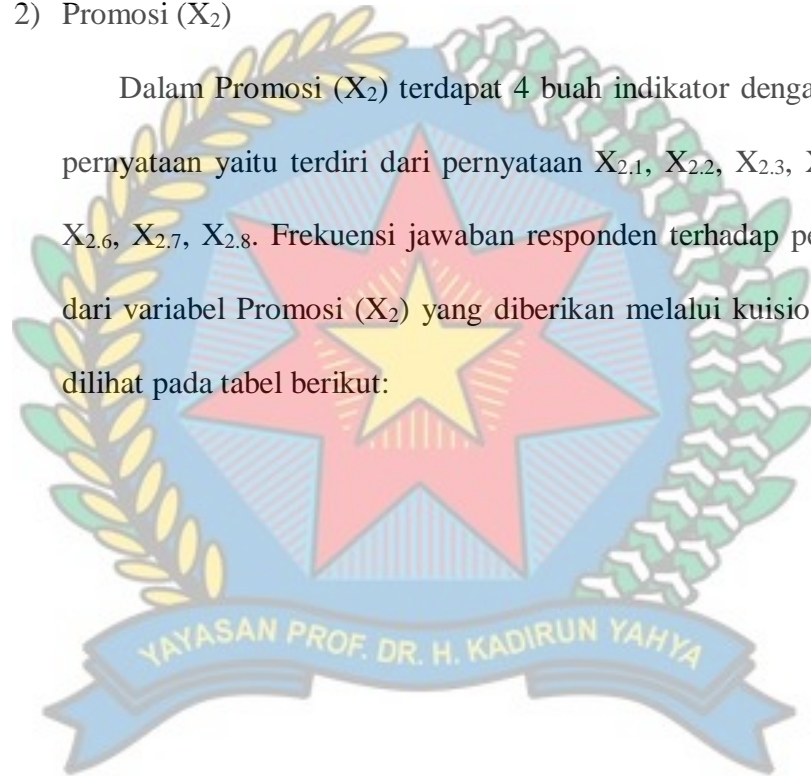 2) Promosi (X₂)
Dalam Promosi (X₂) terdapat 4 buah indikator
pernyataan yaitu terdiri dari pernyataan X₂.₁, X₂.₂, X₂.₃,
X₂.₆, X₂.₇, X₂.₈. Frekuensi jawaban responden terhadap
dari variabel Promosi (X₂) yang diberikan melalui
dilihat pada tabel berikut:
YAYASAN PROF. DR. H. KADIRUN YAHYA